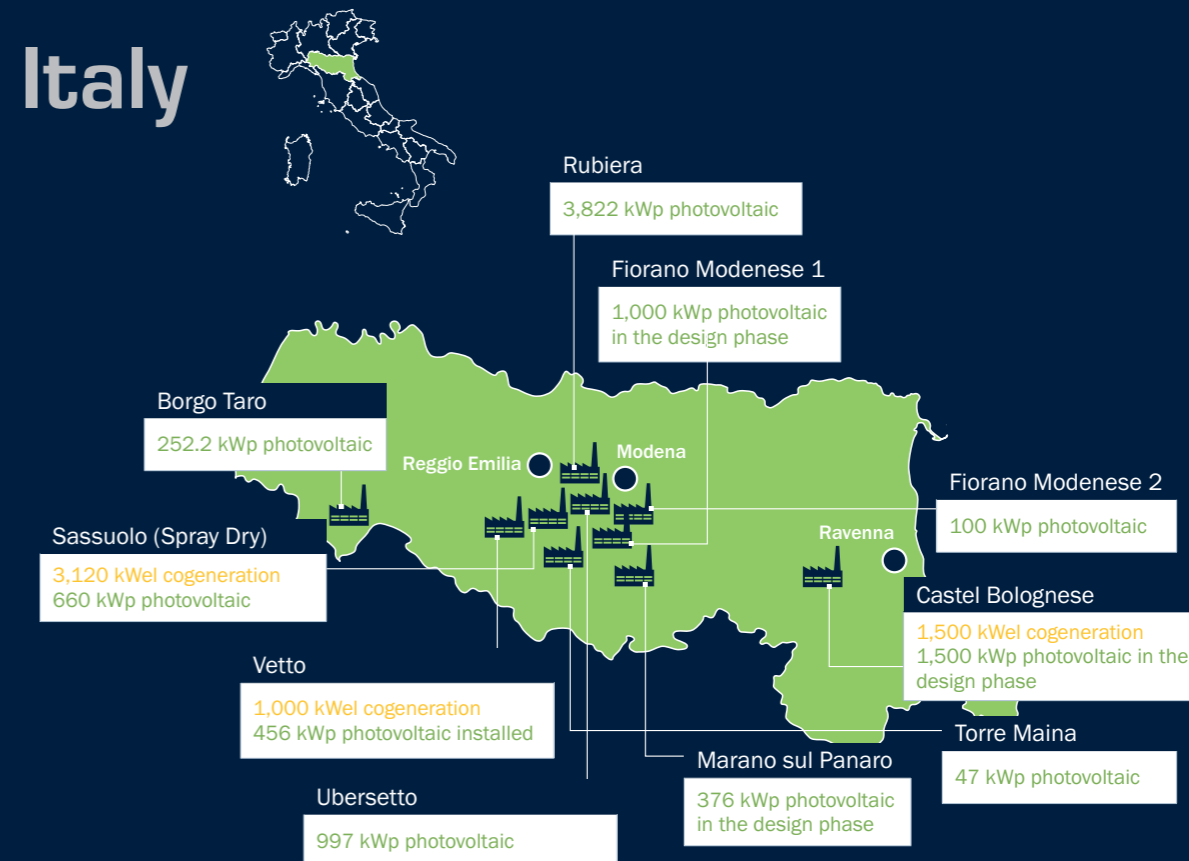 Italy
Rubiera
3,822 kWp photovoltaic
Fiorano Modenese 1
1,000 kWp photovoltaic
in the design phase
Borgo Taro
252.2 kWp photovoltaic
Reggio Emilia
Modena
Fiorano Modenese 2
100 kWp photovoltaic
Sassuolo (Spray Dry)
3,120 kWel cogeneration
660 kWp photovoltaic
Ravenna
Castel Bolognese
1,500 kWel cogeneration
1,500 kWp photovoltaic in the
design phase
Vetto
1,000 kWel cogeneration
456 kWp photovoltaic installed
Torre Maina
47 kWp photovoltaic
Marano sul Panaro
376 kWp photovoltaic
in the design phase
Ubersetto
997 kWp photovoltaic